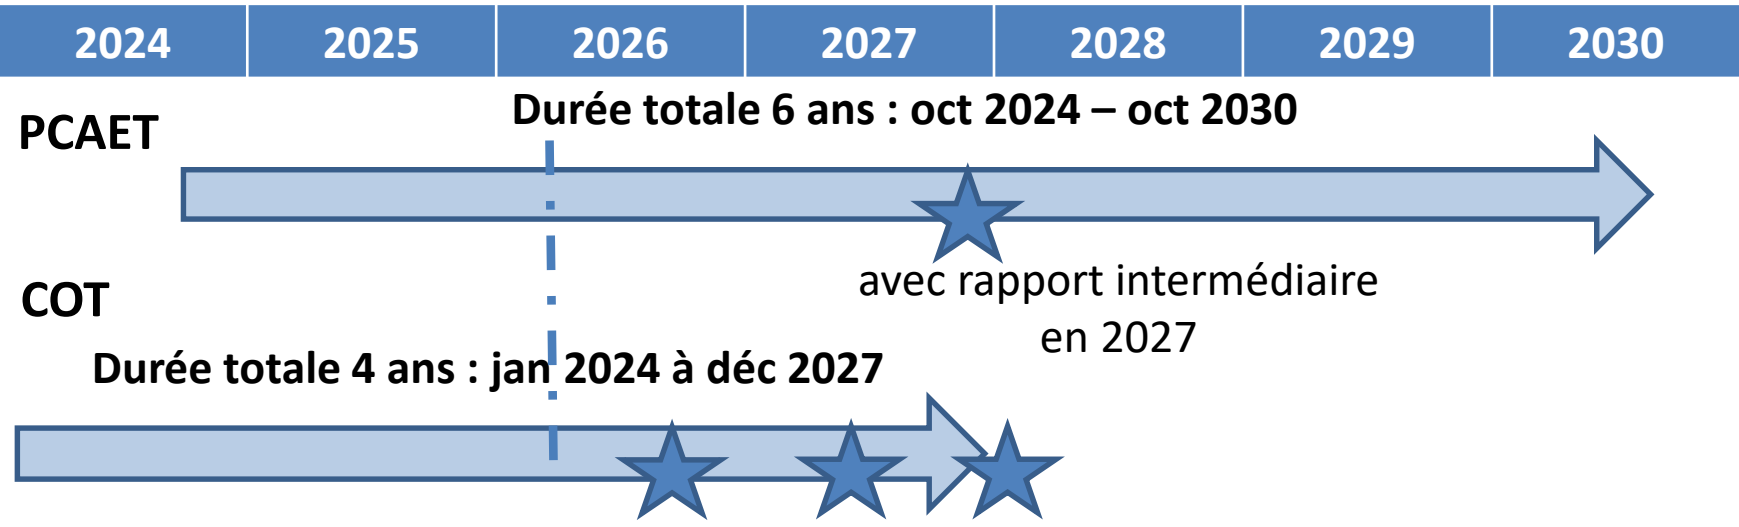 2024 2025 2026 2027 2028 2029 2030
Durée totale 6 ans : oct 2024 – oct 2030
PCAET
avec rapport intermédiaire
en 2027
COT
Durée totale 4 ans : jan 2024 à déc 2027